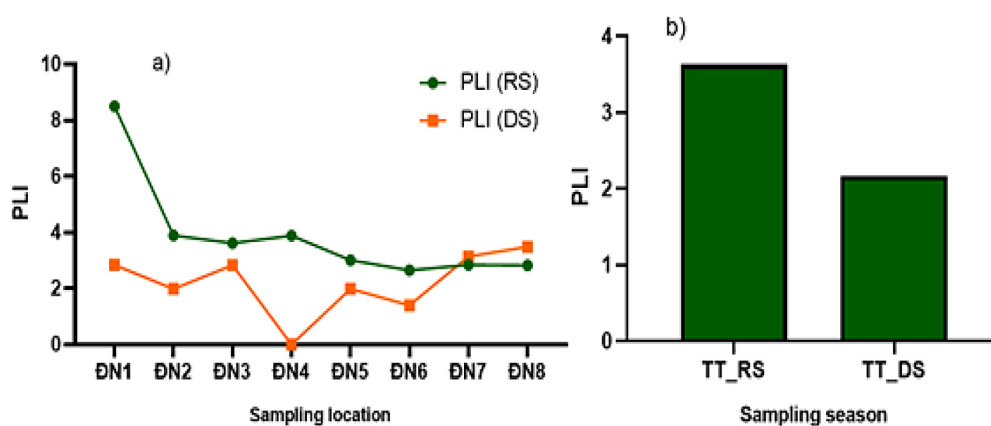 a)
PLI (RS)
PLI (DS)
PLI
10
8
6
4
2
0
ĐN1 ĐN2 ĐN3 ĐN4 ĐN5 ĐN6 ĐN7 ĐN8
Sampling location
b)
PLI
4
3
2
1
0
TT_RS TT_DS
Sampling season